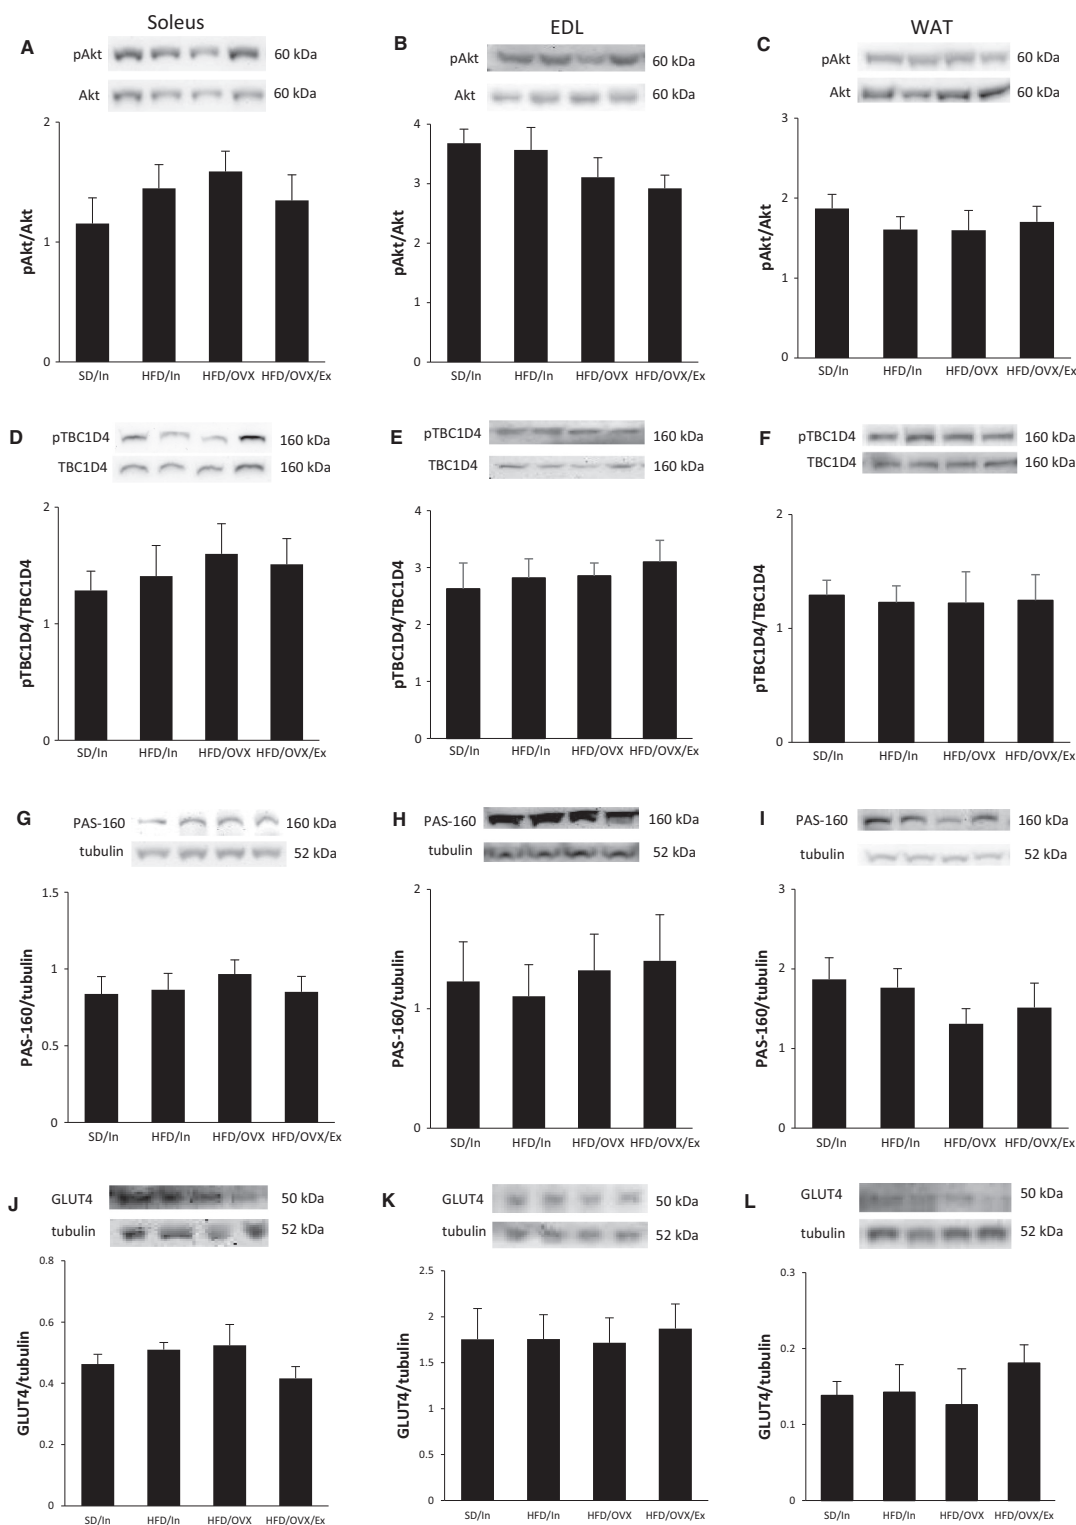 Soleus
EDL
WAT
A
pAkt
60 kDa
Akt
60 kDa
pAkt/Akt
2
1
0
SD/In HFD/In HFD/OVX HFD/OVX/Ex
B
pAkt
60 kDa
Akt
60 kDa
pAkt/Akt
4
3
2
1
0
SD/In HFD/In HFD/OVX HFD/OVX/Ex
C
pAkt
60 kDa
Akt
60 kDa
pAkt/Akt
3
2
1
0
SD/In HFD/In HFD/OVX HFD/OVX/Ex
D
pTBC1D4
160 kDa
TBC1D4
160 kDa
pTBC1D4/TBC1D4
2
1
0
SD/In HFD/In HFD/OVX HFD/OVX/Ex
E
pTBC1D4
160 kDa
TBC1D4
160 kDa
pTBC1D4/TBC1D4
4
3
2
1
0
SD/In HFD/In HFD/OVX HFD/OVX/Ex
F
pTBC1D4
160 kDa
TBC1D4
160 kDa
pTBC1D4/TBC1D4
2
1
0
SD/In HFD/In HFD/OVX HFD/OVX/Ex
G
PAS-160
160 kDa
tubulin
52 kDa
PAS-160/tubulin
1.5
1
0.5
0
SD/In HFD/In HFD/OVX HFD/OVX/Ex
H
PAS-160
160 kDa
tubulin
52 kDa
PAS-160/tubulin
2
1
0
SD/In HFD/In HFD/OVX HFD/OVX/Ex
I
PAS-160
160 kDa
tubulin
52 kDa
PAS-160/tubulin
3
2
1
0
SD/In HFD/In HFD/OVX HFD/OVX/Ex
J
GLUT4
50 kDa
tubulin
52 kDa
GLUT4/tubulin
0.8
0.6
0.4
0.2
0
SD/In HFD/In HFD/OVX HFD/OVX/Ex
K
GLUT4
50 kDa
tubulin
52 kDa
GLUT4/tubulin
2.5
2
1.5
1
0.5
0
SD/In HFD/In HFD/OVX HFD/OVX/Ex
L
GLUT4
50 kDa
tubulin
52 kDa
GLUT4/tubulin
0.3
0.2
0.1
0
SD/In HFD/In HFD/OVX HFD/OVX/Ex